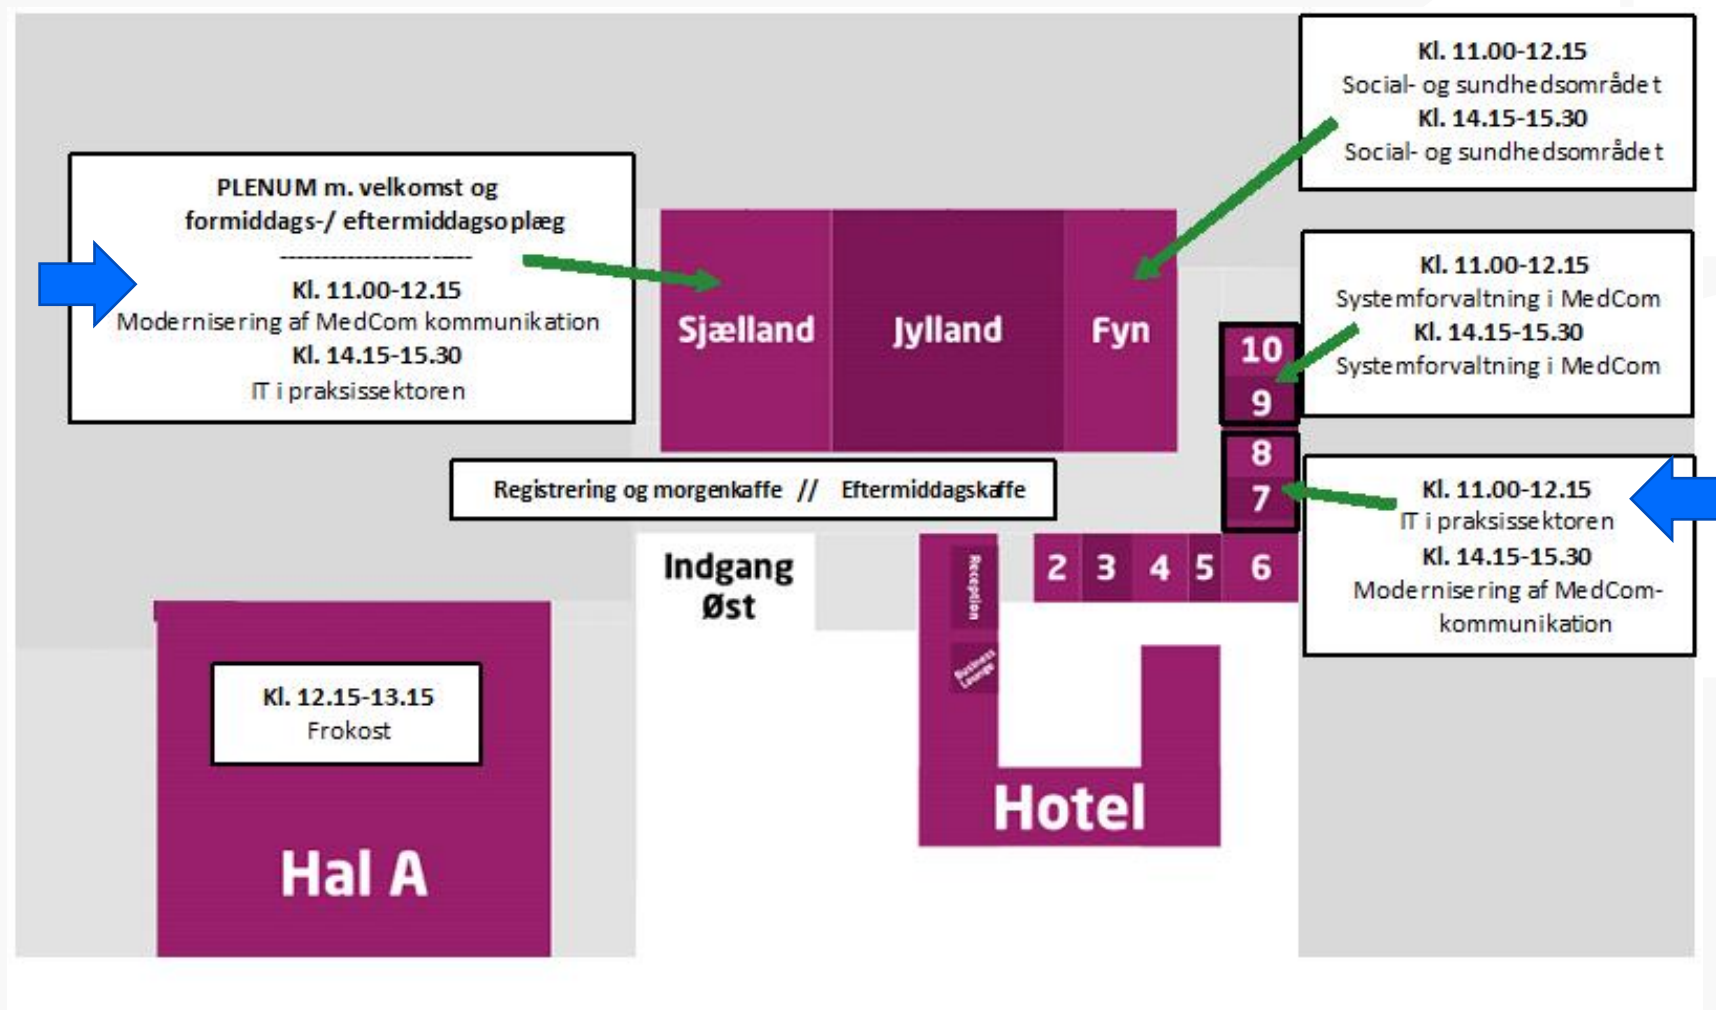 Kl. 11.00-12.15
Social- og sundhedsområdet
Kl. 14.15-15.30
Social- og sundhedsområdet
PLENUM m. velkomst og
formiddags-/ eftermiddagsoplæg
------------------------
Kl. 11.00-12.15
Modernisering af MedCom kommunikation
Kl. 14.15-15.30
IT i praksissektoren
Kl. 11.00-12.15
Systemforvaltning i MedCom
Kl. 14.15-15.30
Systemforvaltning i MedCom
Sjælland
Jylland
Fyn
10
9
8
7
Kl. 11.00-12.15
IT i praksissektoren
Kl. 14.15-15.30
Modernisering af MedCom-
kommunikation
Registrering og morgenkaffe // Eftermiddagskaffe
Indgang
Øst
Reception
2 3 4 5 6
Business
Lounge
Kl. 12.15-13.15
Frokost
Hotel
Hal A